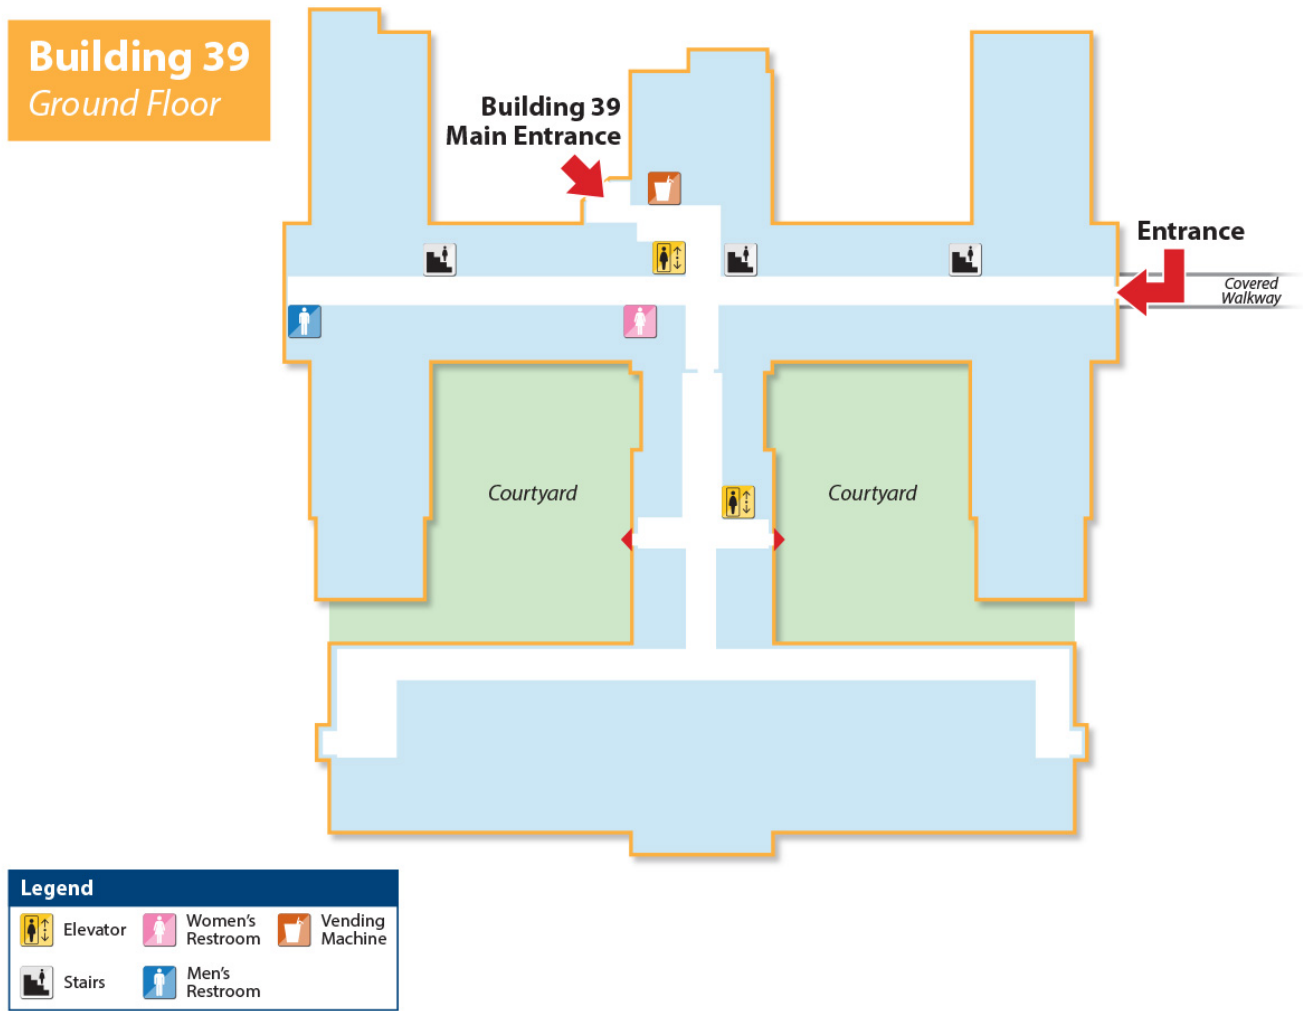 Building 39
Ground Floor
Building 39
Main Entrance
Entrance
Covered
Walkway
Courtyard
Courtyard
Legend
Elevator
Women's
Restroom
Vending
Machine
Stairs
Men's
Restroom